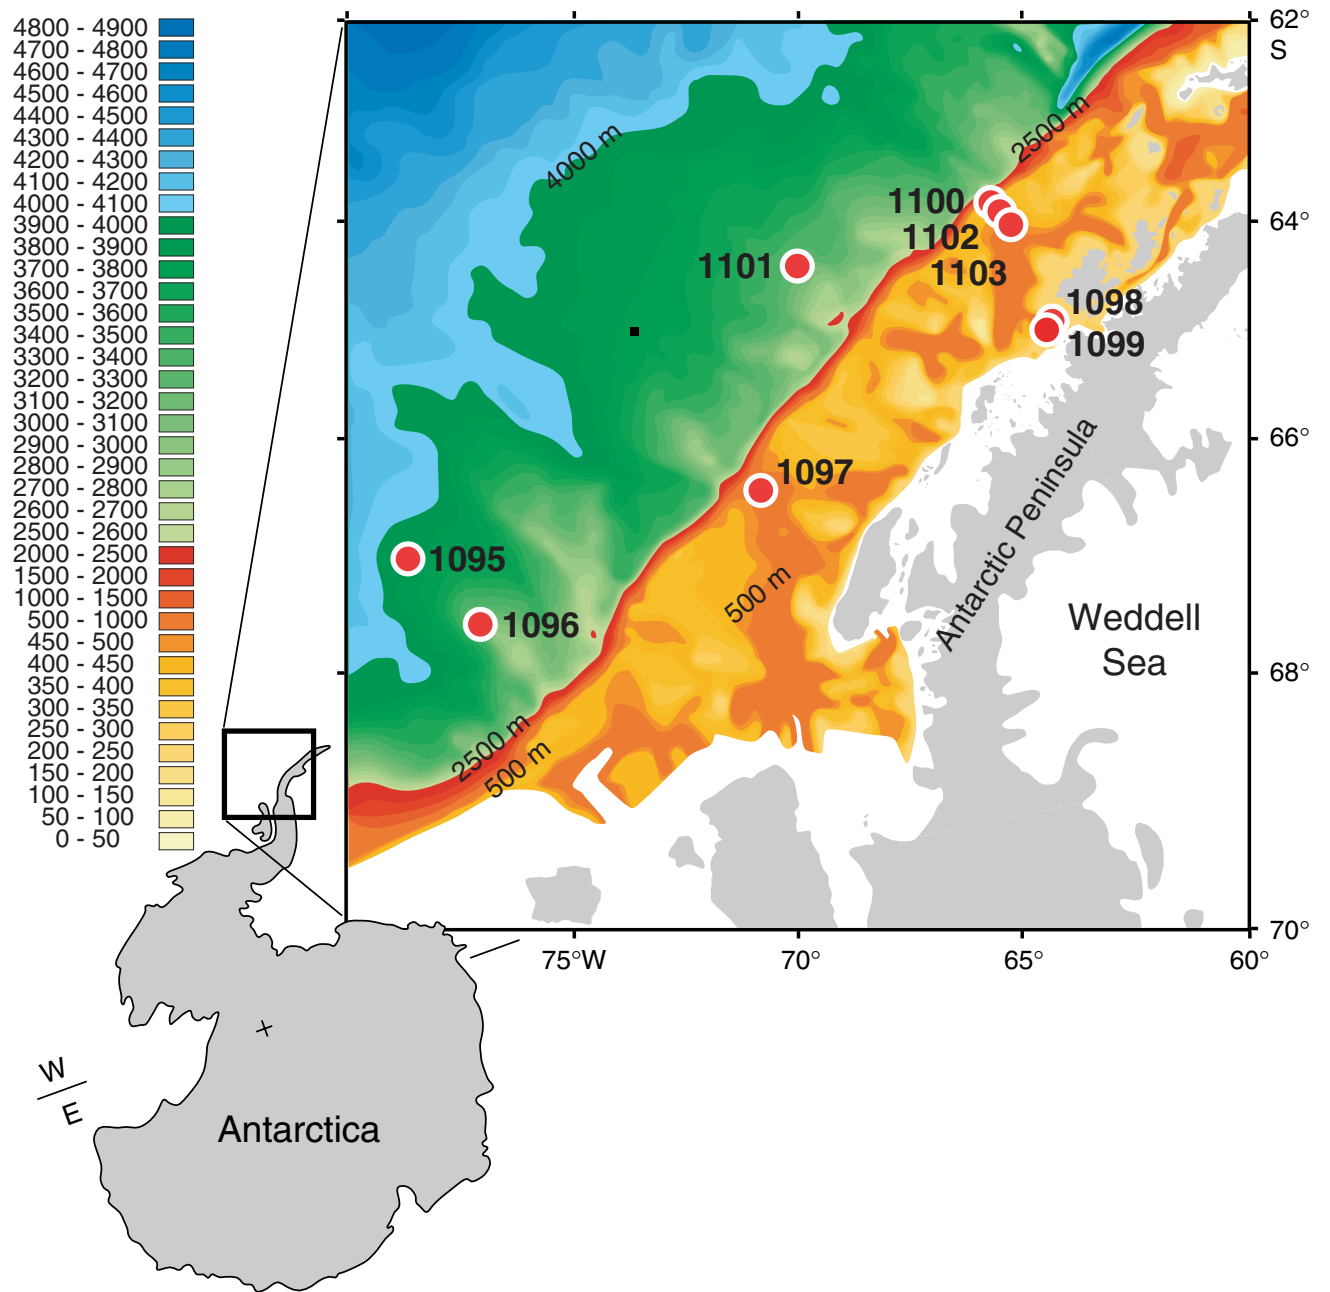 4800 - 4900
4700 - 4800
4600 - 4700
4500 - 4600
4400 - 4500
4300 - 4400
4200 - 4300
4100 - 4200
4000 - 4100
3900 - 4000
3800 - 3900
3700 - 3800
3600 - 3700
3500 - 3600
3400 - 3500
3300 - 3400
3200 - 3300
3100 - 3200
3000 - 3100
2900 - 3000
2800 - 2900
2700 - 2800
2600 - 2700
2500 - 2600
2000 - 2500
1500 - 2000
1000 - 1500
500 - 1000
450 - 500
400 - 450
350 - 400
300 - 350
250 - 300
200 - 250
150 - 200
100 - 150
50 - 100
0 - 50
62°
S
64°
66°
68°
70°
75°W
70°
65°
60°
4000 m
2500 m
1100
1102
1103
1101
1098
1099
1097
1095
1096
500 m
2500 m
500 m
Antarctic Peninsula
Weddell
Sea
W
E
Antarctica